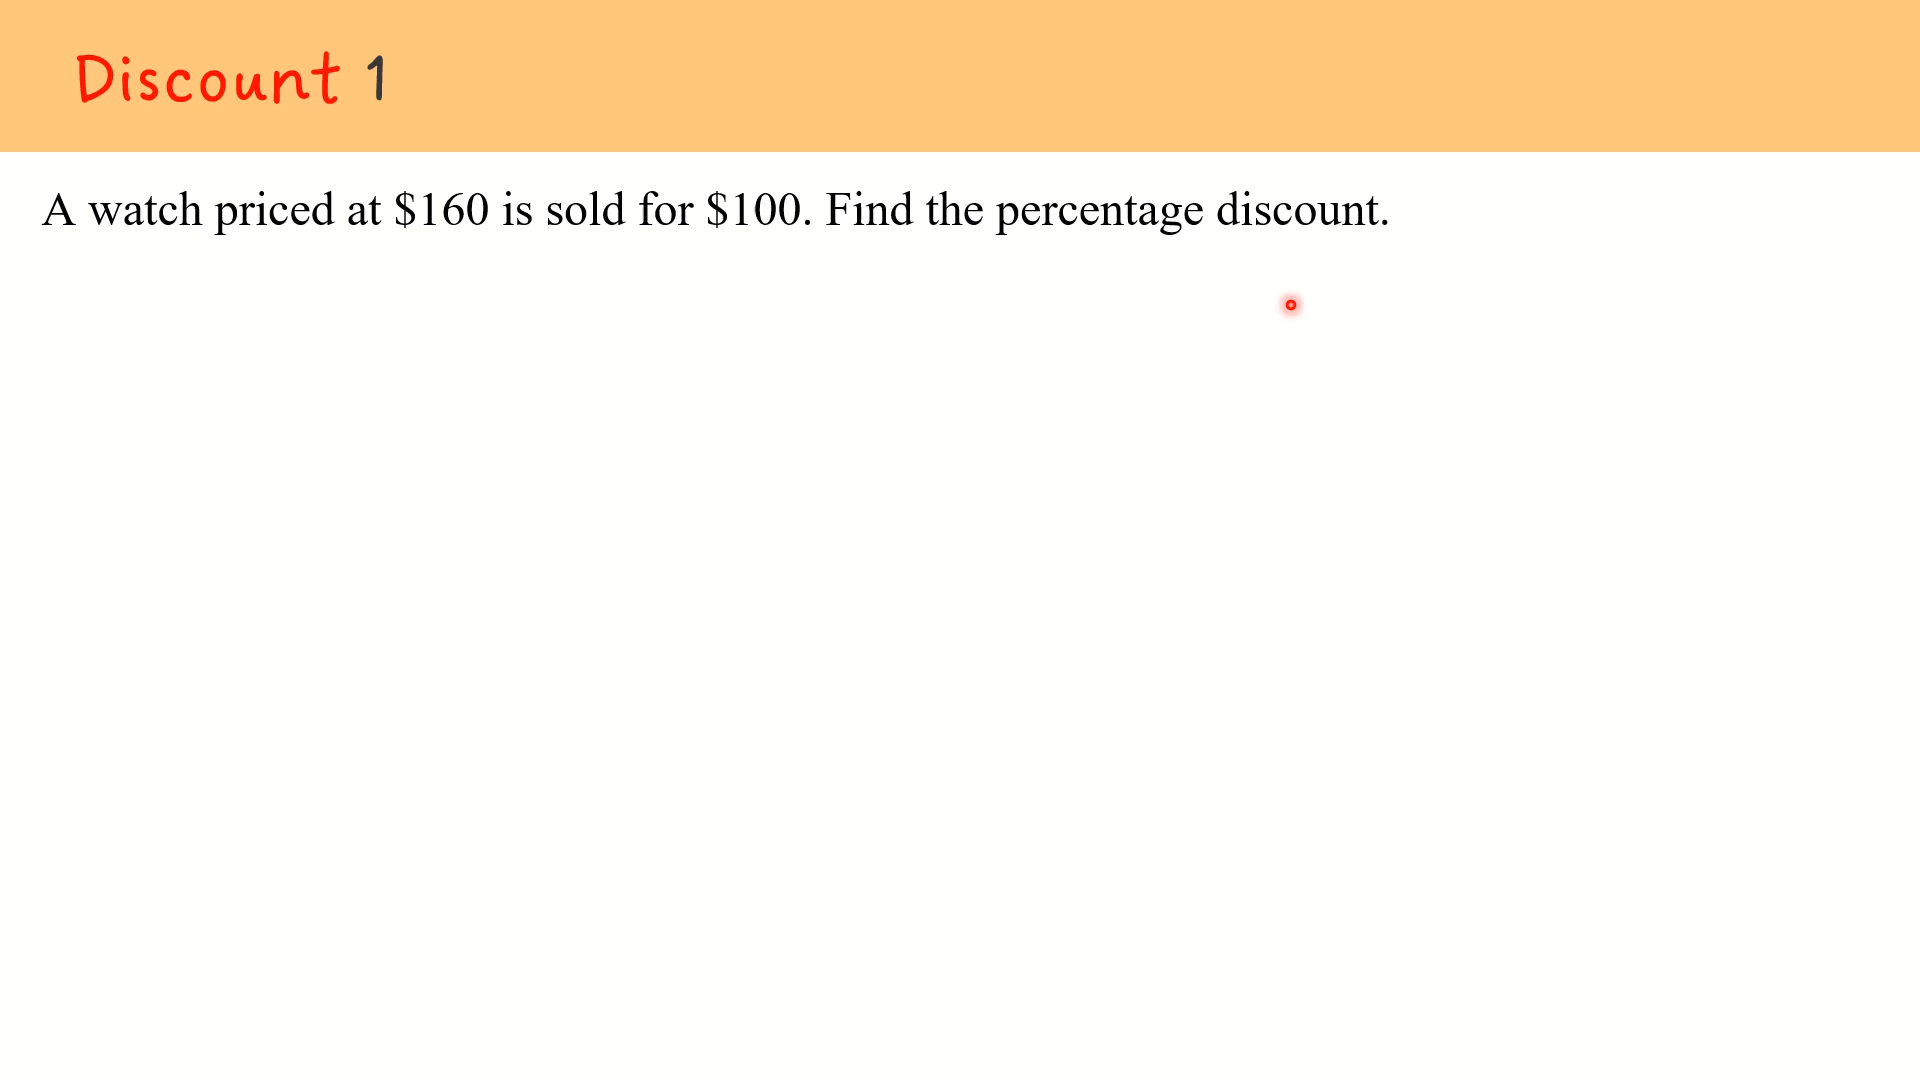 Discount 1
A watch priced at $160 is sold for $100. Find the percentage discount.